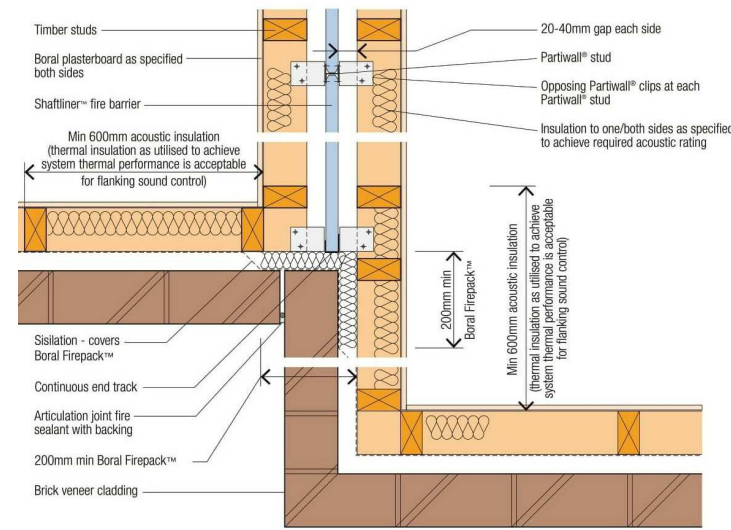 Timber studs
Boral plasterboard as specified
both sides
Shaftliner™ fire barrier
Min 600mm acoustic insulation
(thermal insulation as utilised to achieve
system thermal performance is acceptable
for flanking sound control)
20-40mm gap each side
Partiwall® stud
Opposing Partiwall® clips at each
Partiwall® stud
Insulation to one/both sides as specified
to achieve required acoustic rating
200mm min
Boral Firepack™
Min 600mm acoustic insulation
(thermal insulation as utilised to achieve
system thermal performance is acceptable
for flanking sound control)
Sisilation - covers
Boral Firepack™
Continuous end track
Articulation joint fire
sealant with backing
200mm min Boral Firepack™
Brick veneer cladding